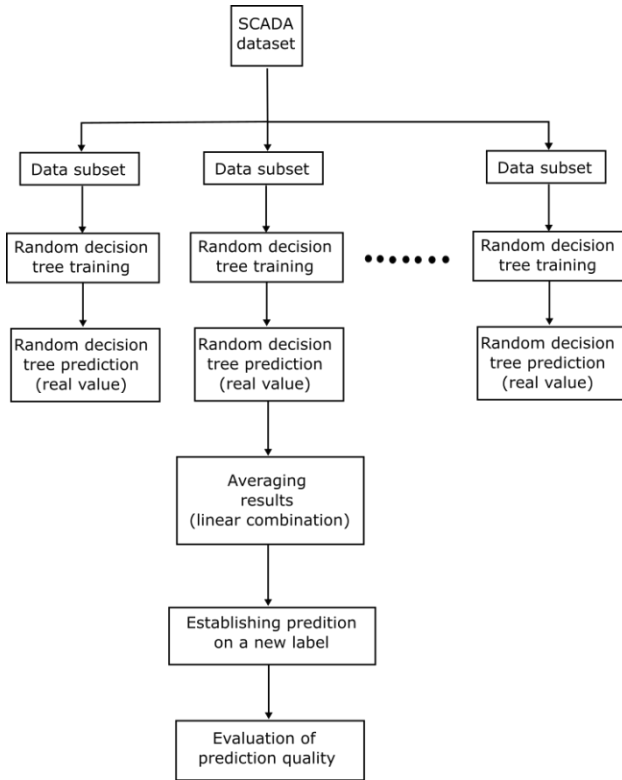 SCADA
dataset
Data subset
Data subset
Data subset
Random decision
tree training
Random decision
tree training
Random decision
tree training
Random decision
tree prediction
(real value)
Random decision
tree prediction
(real value)
Random decision
tree prediction
(real value)
Averaging
results
(linear combination)
Establishing predition
on a new label
Evaluation of
prediction quality